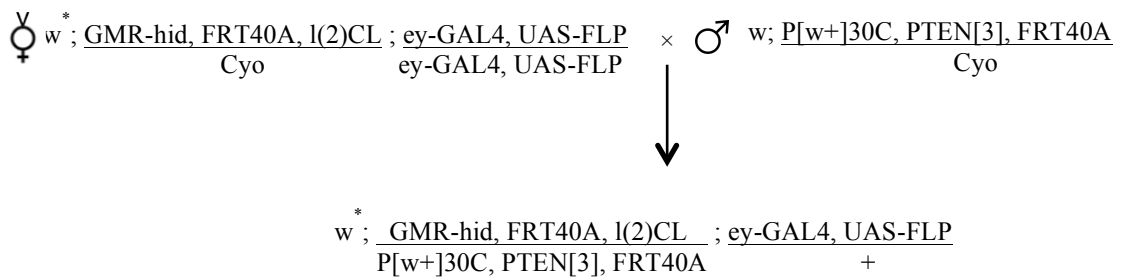 w*; GMR-hid, FRT40A, l(2)CL ; ey-GAL4, UAS-FLP × ♂ w; P[w+]30C, PTEN[3], FRT40A
Cyo ey-GAL4, UAS-FLP Cyo
w*; GMR-hid, FRT40A, l(2)CL ; ey-GAL4, UAS-FLP
P[w+]30C, PTEN[3], FRT40A +